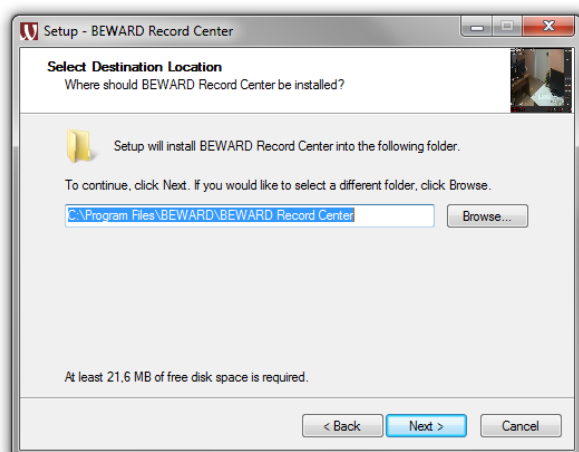 Setup - BEWARD Record Center
Select Destination Location
Where should BEWARD Record Center be installed?
Setup will install BEWARD Record Center into the following folder.
To continue, click Next. If you would like to select a different folder, click Browse.
C:\Program Files\BEWARD\BEWARD Record Center
Browse...
At least 21,6 MB of free disk space is required.
< Back
Next >
Cancel